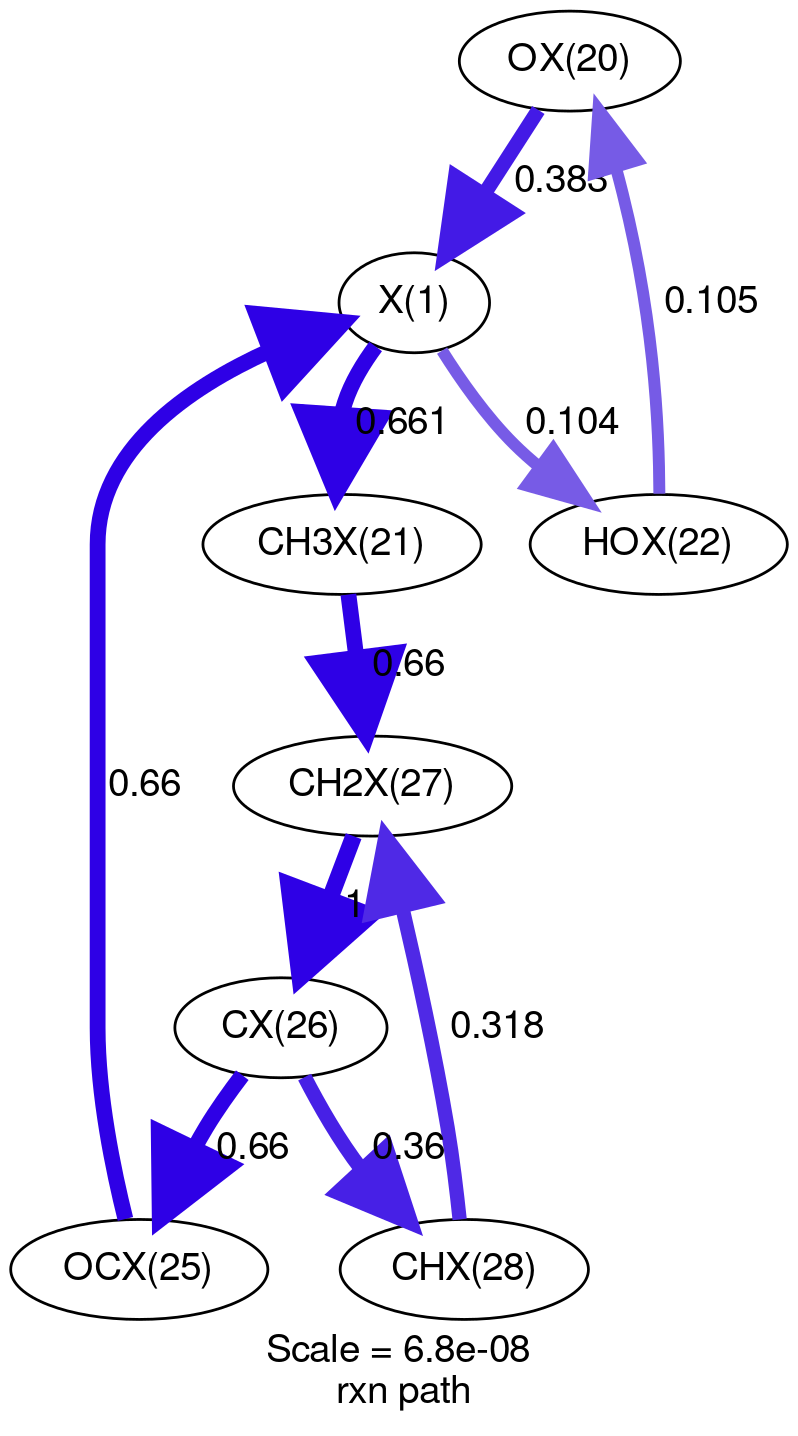 OX(20)
0.383
X(1)
0.105
0.661
0.104
CH3X(21)
HOX(22)
0.66
CH2X(27)
0.66
1
CX(26)
0.318
0.66
0.36
OCX(25)
CHX(28)
Scale = 6.8e-08
rxn path